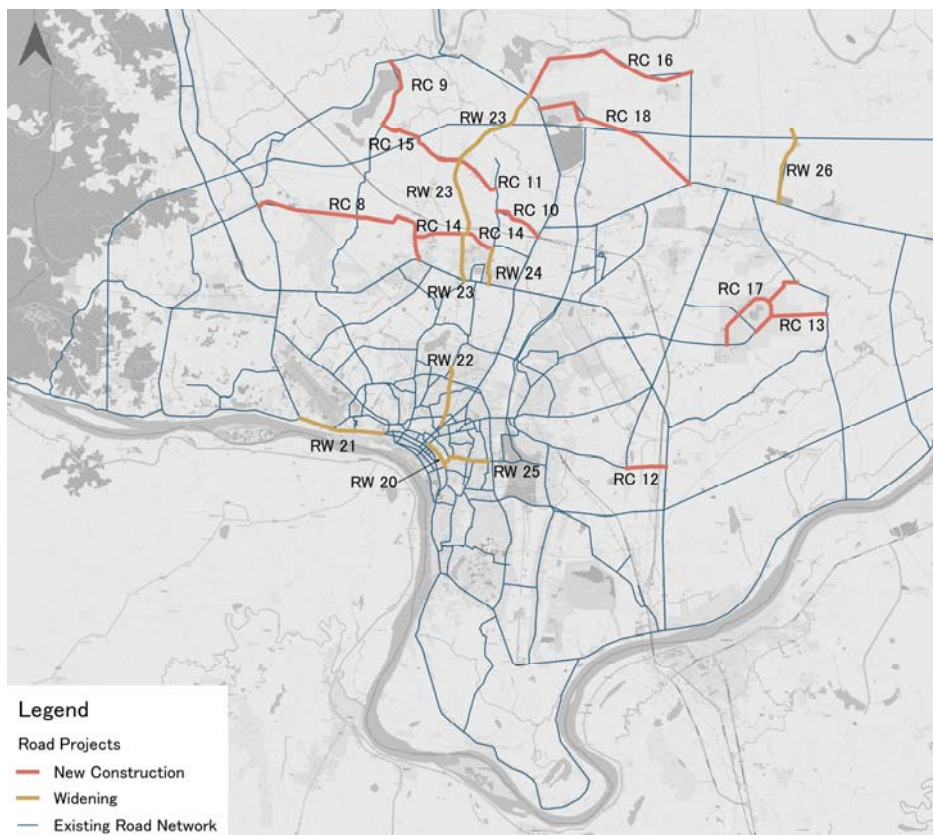 RC 16
RC 9
RW 23
RC 18
RC 15
RW 26
RW 23
RC 11
RC 8
RC 10
RC 14
RC 14
RW 24
RW 23
RC 17
RC 13
RW 22
RW 21
RW 25
RW 20
RC 12
Legend
Road Projects
New Construction
Widening
Existing Road Network